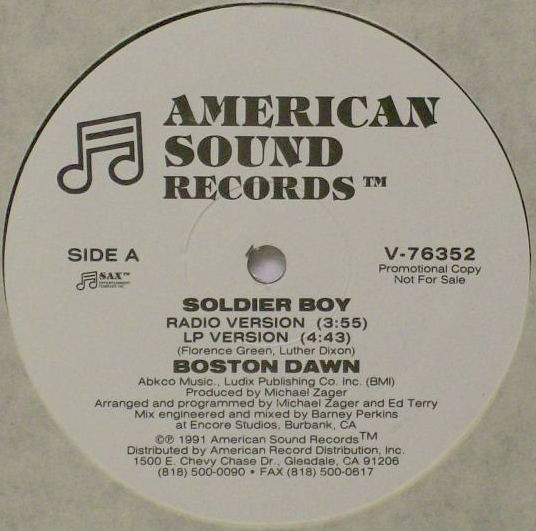 AMERICAN
SOUND
RECORDS™
SIDE A
SAX™
ENTERTAINMENT
COMPANY INC.
V-76352
Promotional Copy
Not For Sale
SOLDIER BOY
RADIO VERSION (3:55)
LP VERSION (4:43)
(Florence Green, Luther Dixon)
BOSTON DAWN
Abkco Music., Ludix Publishing Co. Inc. (BMI)
Produced by Michael Zager
Arranged and programmed by Michael Zager and Ed Terry
Mix engineered and mixed by Barney Perkins
at Encore Studios, Burbank, CA
©℗ 1991 American Sound Records™
Distributed by American Record Distribution, Inc.
1500 E. Chevy Chase Dr., Glendale, CA 91206
(818) 500-0090 • FAX (818) 500-0617